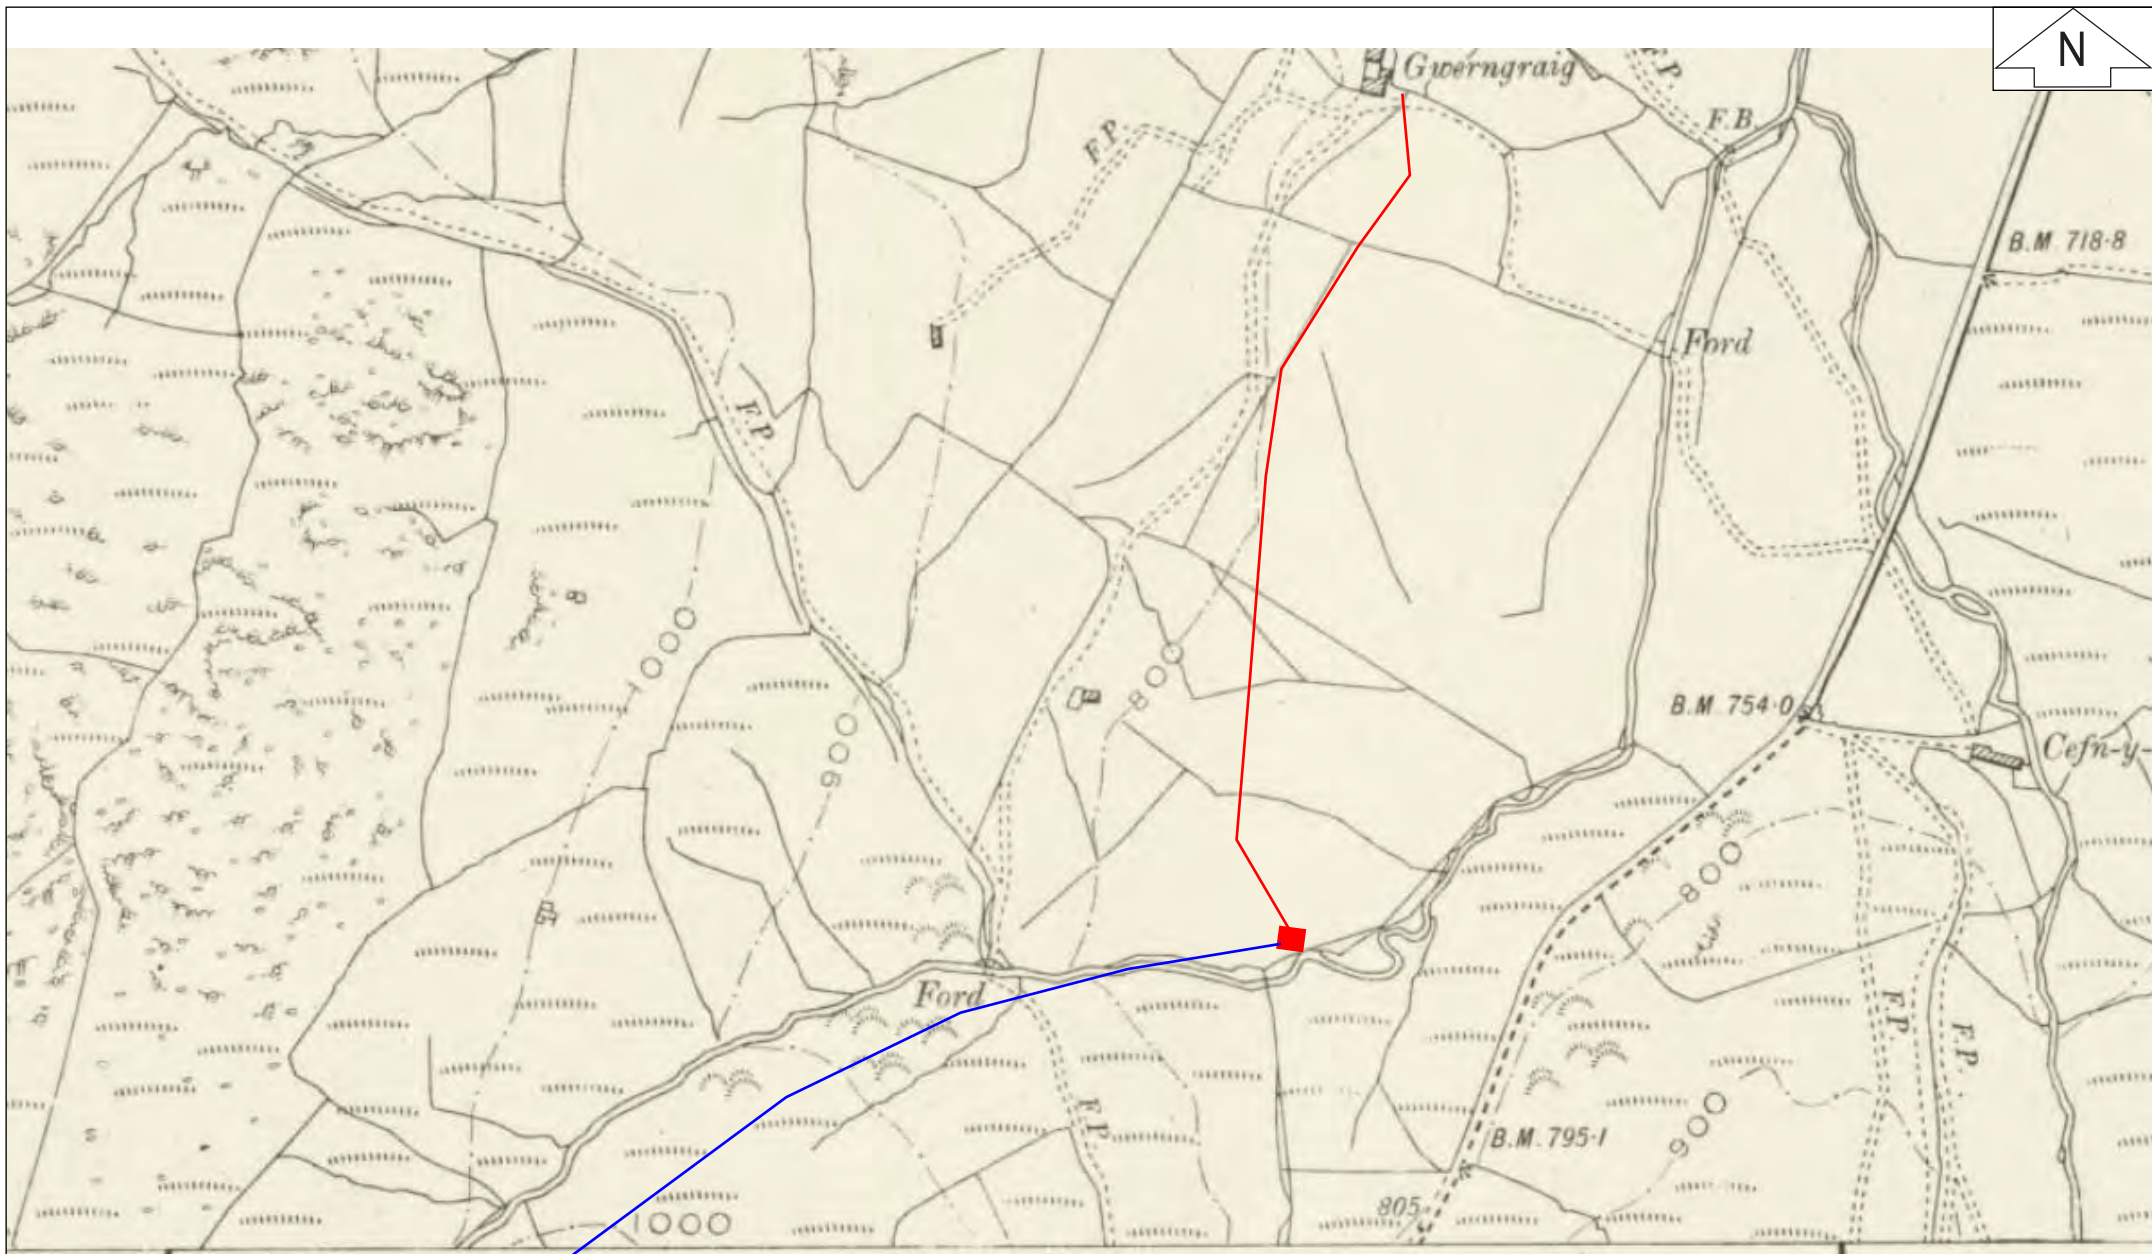 N
Gwerngraig
F.P.
F.B.
F.P.
B.M. 718·8
Ford
F.P.
1000
800
900
B.M. 754·0
Cefn-y-
800
Ford
F.P.
F.P.
F.P.
B.M. 795·1
900
805
1000